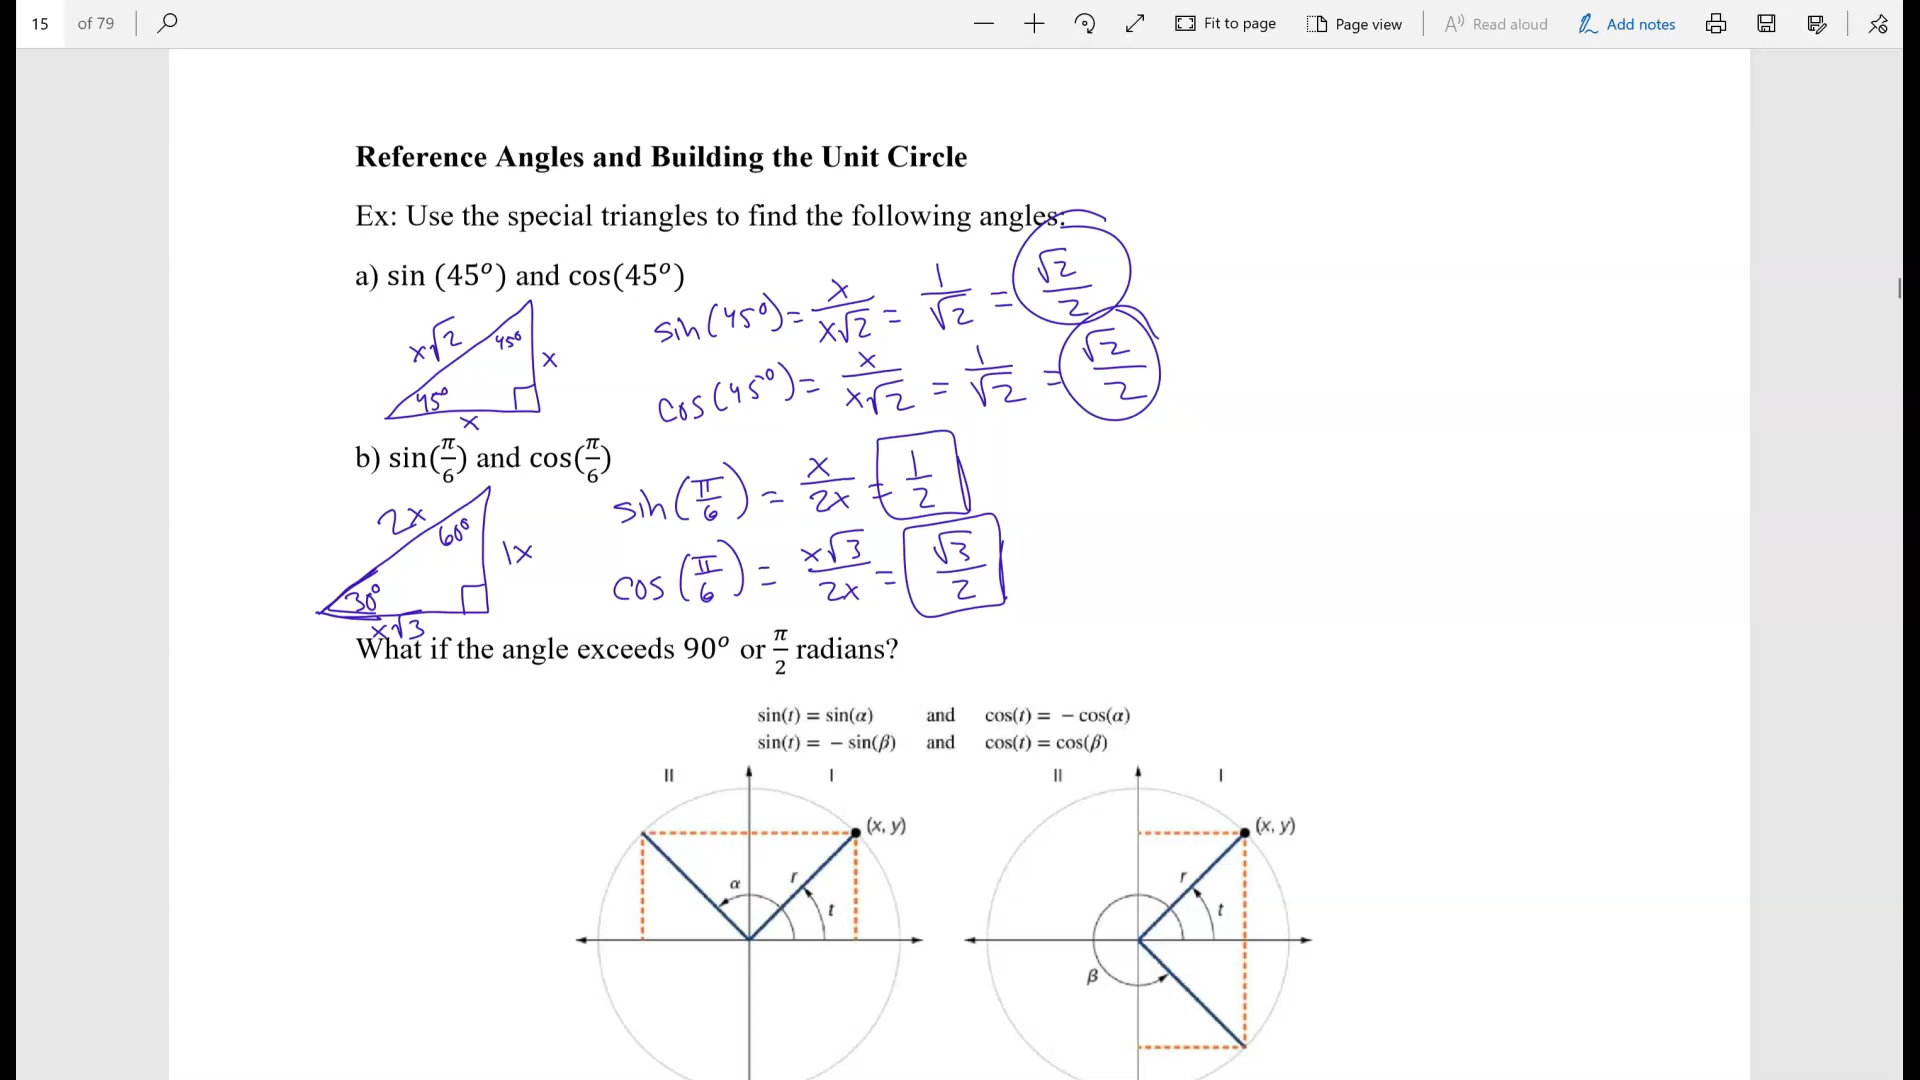 15 of 79 Fit to page Page view Read aloud Add notes
Reference Angles and Building the Unit Circle
Ex: Use the special triangles to find the following angles:
a) sin (45°) and cos(45°)
x√2 45° x
45°
x
sin(45°) = x/x√2 = 1/√2 = √2/2
cos(45°) = x/x√2 = 1/√2 = √2/2
b) sin(π/6) and cos(π/6)
2x 60° 1x
30°
x√3
sin(π/6) = x/2x = 1/2
cos(π/6) = x√3/2x = √3/2
What if the angle exceeds 90° or π/2 radians?
sin(t) = sin(α) and cos(t) = − cos(α)
sin(t) = − sin(β) and cos(t) = cos(β)
II I II I
(x, y) (x, y)
α r t r t
β